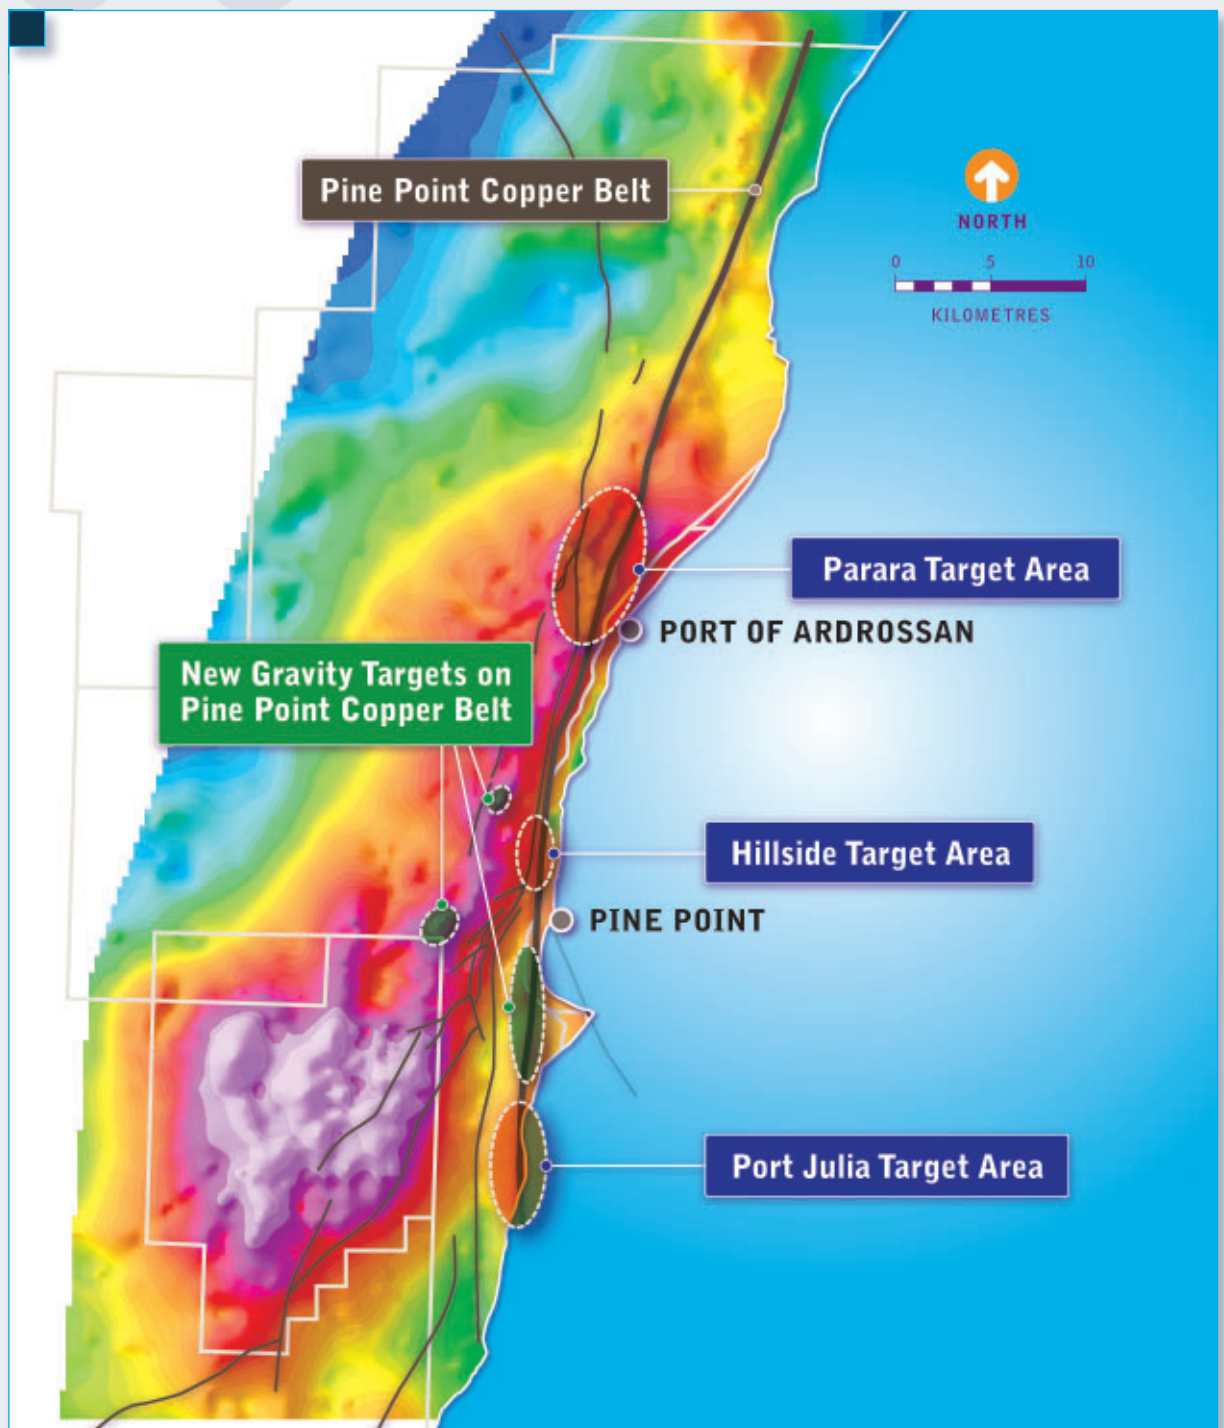 Pine Point Copper Belt
NORTH
0 5 10
KILOMETRES
Parara Target Area
PORT OF ARDROSSAN
New Gravity Targets on
Pine Point Copper Belt
Hillside Target Area
PINE POINT
Port Julia Target Area